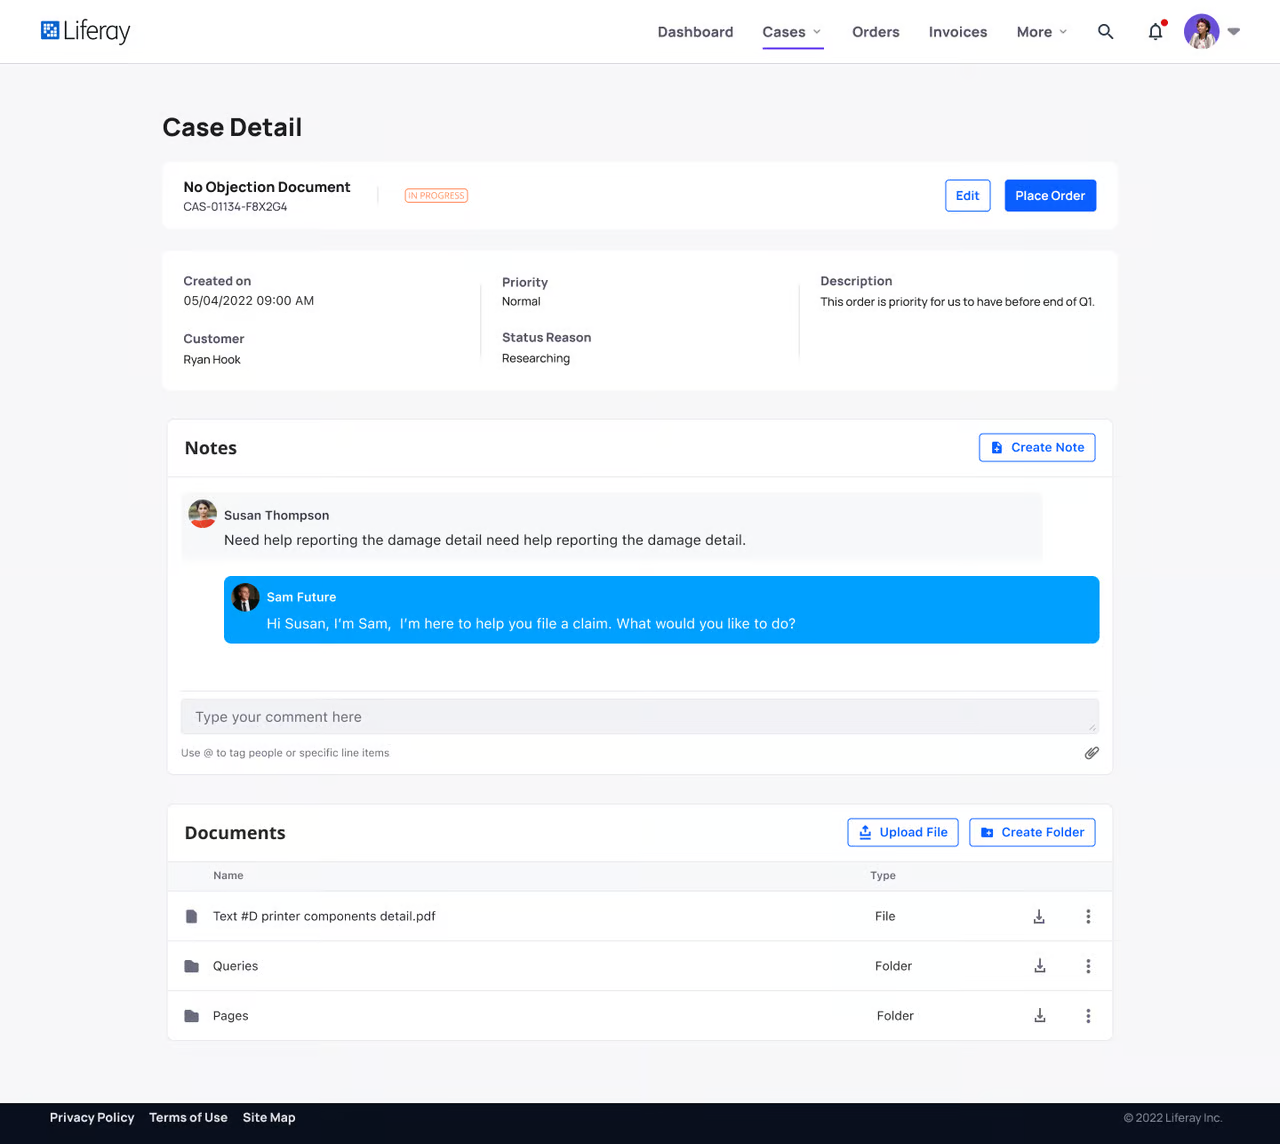 Liferay
Dashboard Cases Orders Invoices More
Case Detail
No Objection Document
CAS-01134-F8X2G4
IN PROGRESS
Edit
Place Order
Created on
05/04/2022 09:00 AM
Customer
Ryan Hook
Priority
Normal
Status Reason
Researching
Description
This order is priority for us to have before end of Q1.
Notes
Create Note
Susan Thompson
Need help reporting the damage detail need help reporting the damage detail.
Sam Future
Hi Susan, I'm Sam,  I'm here to help you file a claim. What would you like to do?
Type your comment here
Use @ to tag people or specific line items
Documents
Upload File
Create Folder
Name Type
Text #D printer components detail.pdf File
Queries Folder
Pages Folder
Privacy Policy Terms of Use Site Map
© 2022 Liferay Inc.